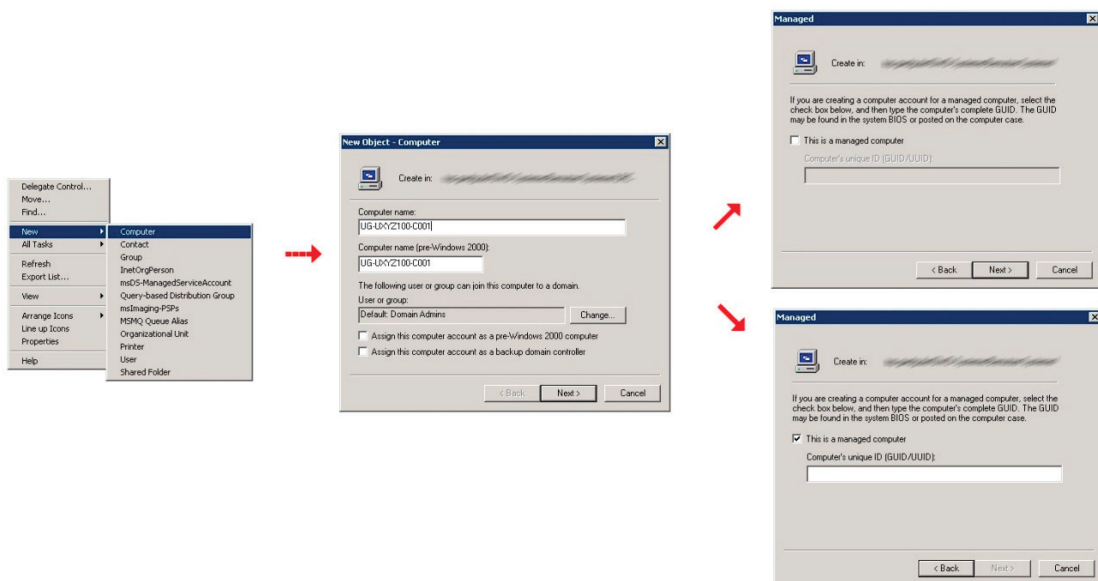 Delegate Control...
Move...
Find...
New
All Tasks
Refresh
Export List...
View
Arrange Icons
Line up Icons
Properties
Help
Computer
Contact
Group
InetOrgPerson
msDS-ManagedServiceAccount
Query-based Distribution Group
msImaging-PSPs
MSMQ Queue Alias
Organizational Unit
Printer
User
Shared Folder
New Object - Computer
Create in:
Computer name:
UG-UXYZ100-C001
Computer name (pre-Windows 2000):
UG-UXYZ100-C001
The following user or group can join this computer to a domain.
User or group:
Default: Domain Admins
Change...
Assign this computer account as a pre-Windows 2000 computer
Assign this computer account as a backup domain controller
< Back Next > Cancel
Managed
Create in:
If you are creating a computer account for a managed computer, select the
check box below, and then type the computer's complete GUID. The GUID
may be found in the system BIOS or posted on the computer case.
This is a managed computer
Computer's unique ID (GUID/UUID):
< Back Next > Cancel
Managed
Create in:
If you are creating a computer account for a managed computer, select the
check box below, and then type the computer's complete GUID. The GUID
may be found in the system BIOS or posted on the computer case.
This is a managed computer
Computer's unique ID (GUID/UUID):
< Back Next > Cancel